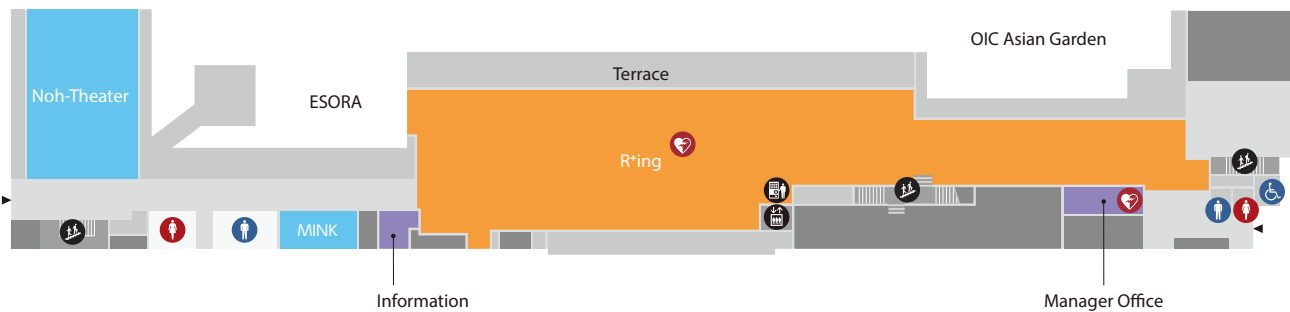 OIC Asian Garden
Terrace
Noh-Theater
ESORA
R⁺ing
MINK
Information
Manager Office